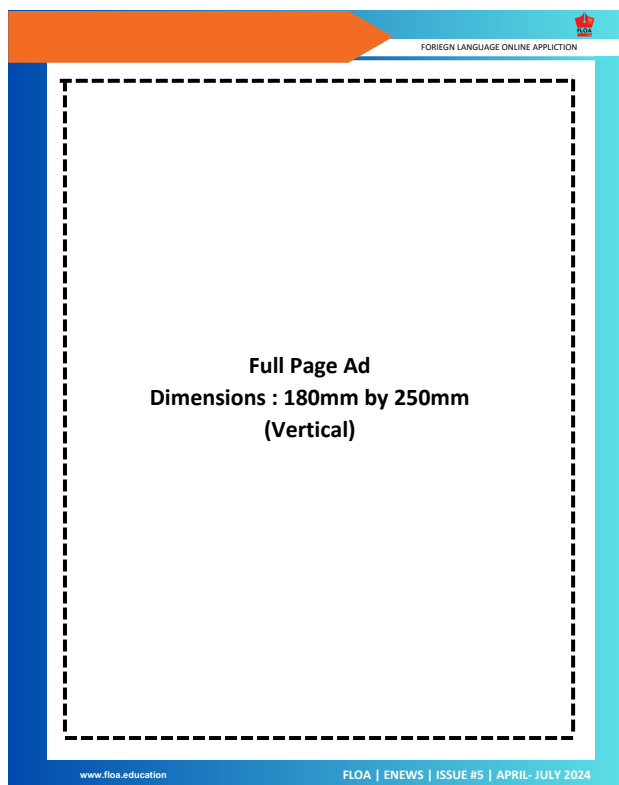 FLOA
FORIEGN LANGUAGE ONLINE APPLICTION
Full Page Ad
Dimensions : 180mm by 250mm
(Vertical)
www.floa.education
FLOA | ENEWS | ISSUE #5 | APRIL- JULY 2024